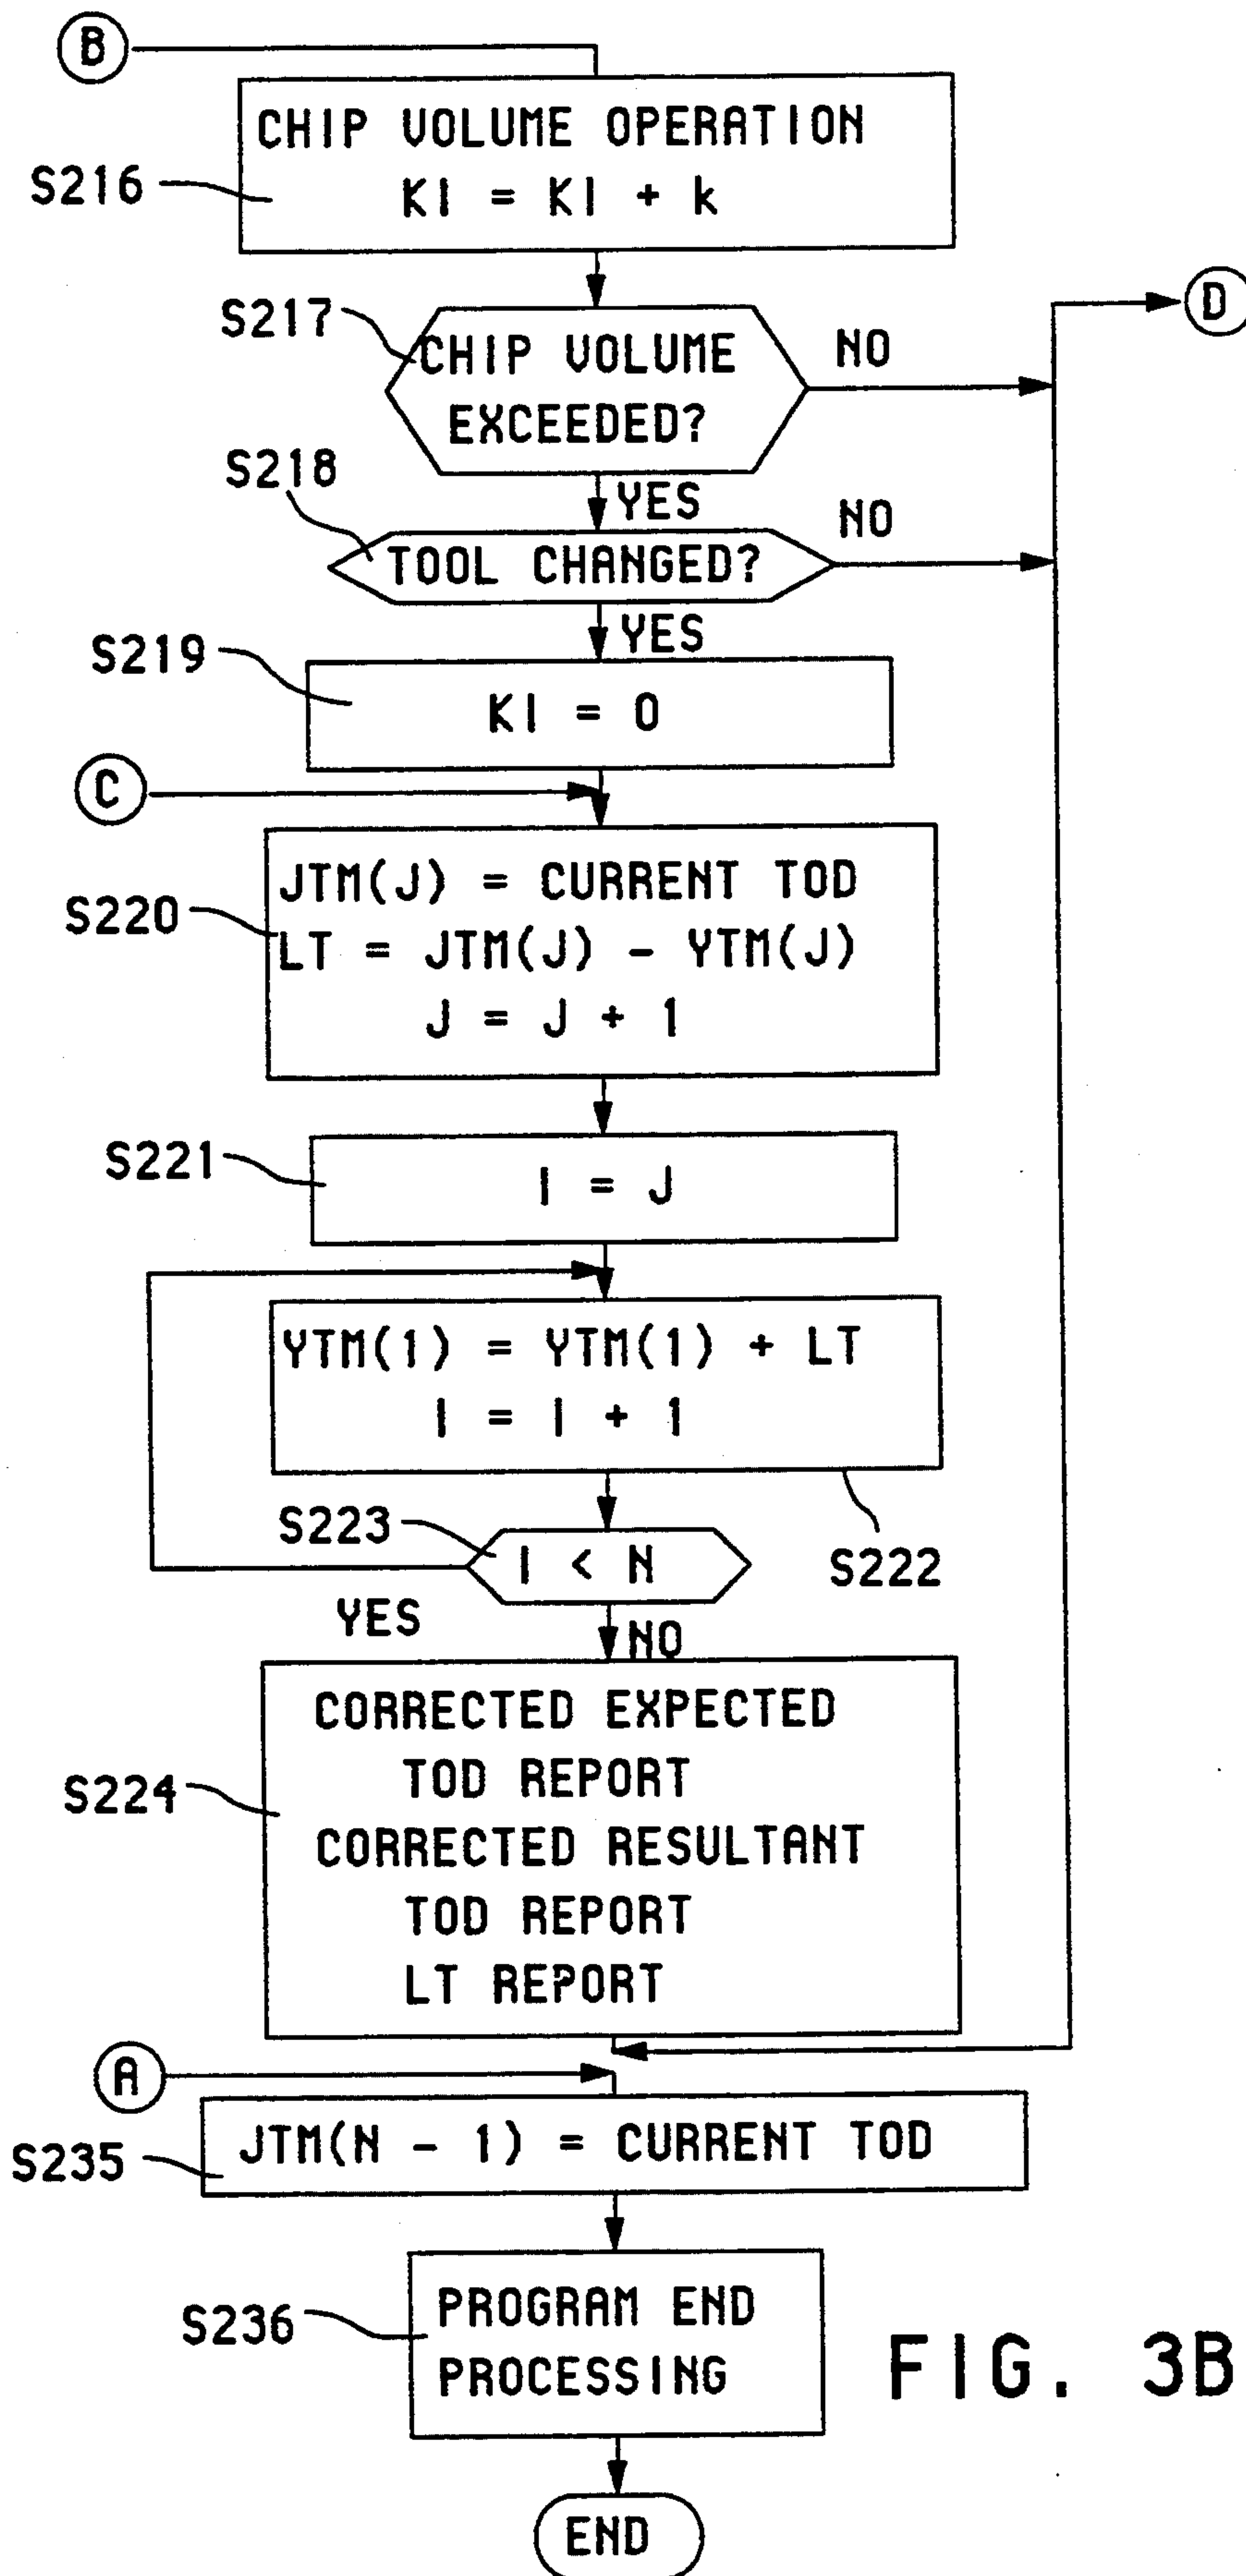 B
CHIP VOLUME OPERATION
S216
KI = KI + k
D
S217
CHIP VOLUME
EXCEEDED?
NO
S218
YES
TOOL CHANGED?
NO
YES
S219
KI = 0
C
JTM(J) = CURRENT TOD
S220
LT = JTM(J) - YTM(J)
J = J + 1
S221
I = J
YTM(1) = YTM(1) + LT
I = I + 1
S222
S223
I < N
YES
NO
CORRECTED EXPECTED
TOD REPORT
S224
CORRECTED RESULTANT
TOD REPORT
LT REPORT
A
JTM(N - 1) = CURRENT TOD
S235
S236
PROGRAM END
PROCESSING
FIG. 3B
END